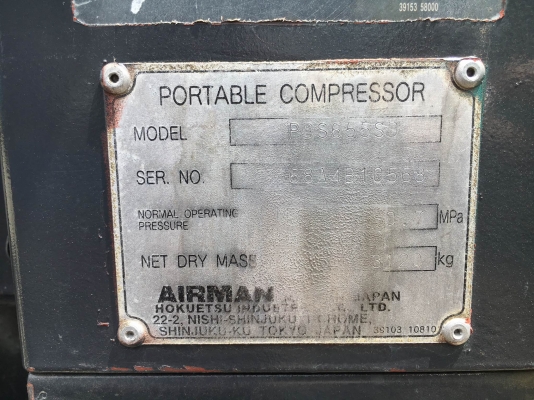 39153 58000
PORTABLE COMPRESSOR
MODEL
SER. NO.
NORMAL OPERATING
PRESSURE
MPa
NET DRY MASS
kg
AIRMAN JAPAN
HOKUETSU LTD.
22-2, NISHI-SHINJUKU
SHINJUKU-KU TOKYO JAPAN 39103 10810